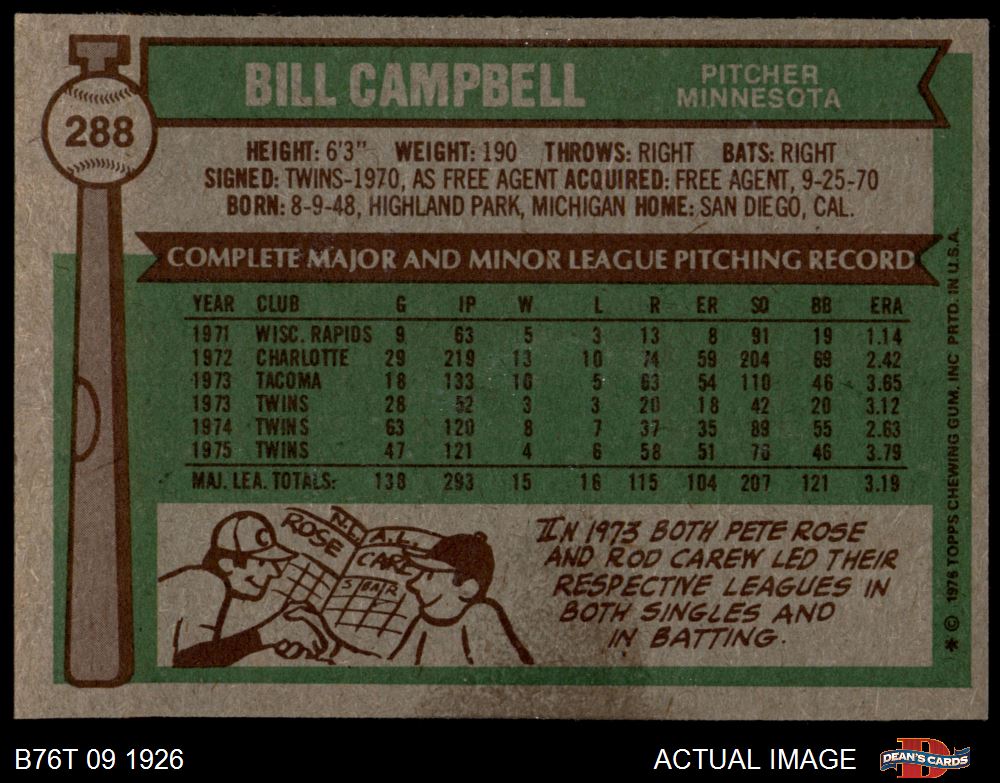 BILL CAMPBELL
PITCHER
MINNESOTA
288
HEIGHT: 6'3" WEIGHT: 190 THROWS: RIGHT BATS: RIGHT
SIGNED: TWINS-1970, AS FREE AGENT ACQUIRED: FREE AGENT, 9-25-70
BORN: 8-9-48, HIGHLAND PARK, MICHIGAN HOME: SAN DIEGO, CAL.
COMPLETE MAJOR AND MINOR LEAGUE PITCHING RECORD
YEAR CLUB G IP W L R ER SO BB ERA
1971 WISC. RAPIDS 9 63 5 3 13 8 91 19 1.14
1972 CHARLOTTE 29 219 13 10 74 59 204 69 2.42
1973 TACOMA 18 133 10 5 63 54 110 46 3.65
1973 TWINS 28 52 3 3 20 18 42 20 3.12
1974 TWINS 63 120 8 7 37 35 89 55 2.63
1975 TWINS 47 121 4 6 58 51 76 46 3.79
MAJ. LEA. TOTALS: 138 293 15 16 115 104 207 121 3.19
C
ROSE
N.L.
A.L.
CARE
S BAR
IN 1973 BOTH PETE ROSE
AND ROD CAREW LED THEIR
RESPECTIVE LEAGUES IN
BOTH SINGLES AND
IN BATTING.
* © 1976 TOPPS CHEWING GUM, INC PRTD. IN U.S.A.
B76T 09 1926
ACTUAL IMAGE
D
DEAN'S CARDS